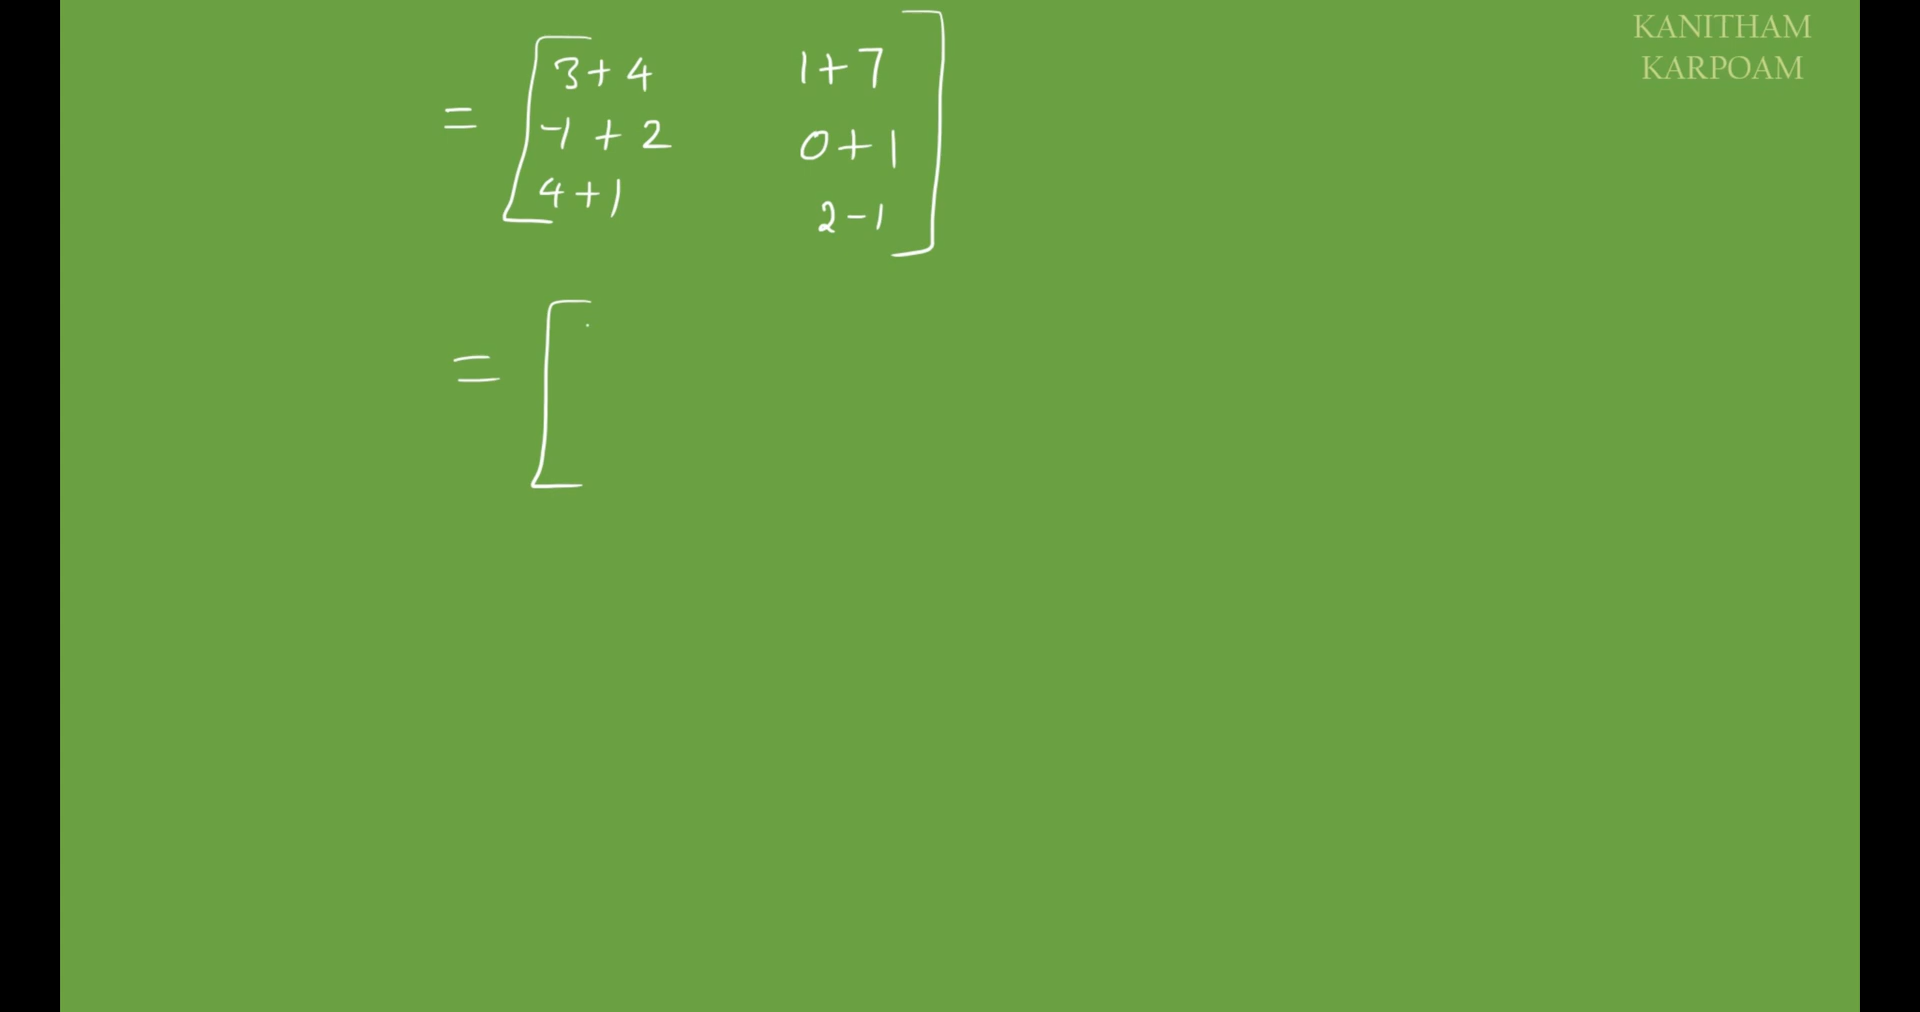 KANITHAM
KARPOAM
= [ 3+4 1+7
-1 + 2 0+1
4+1 2-1 ]
= [